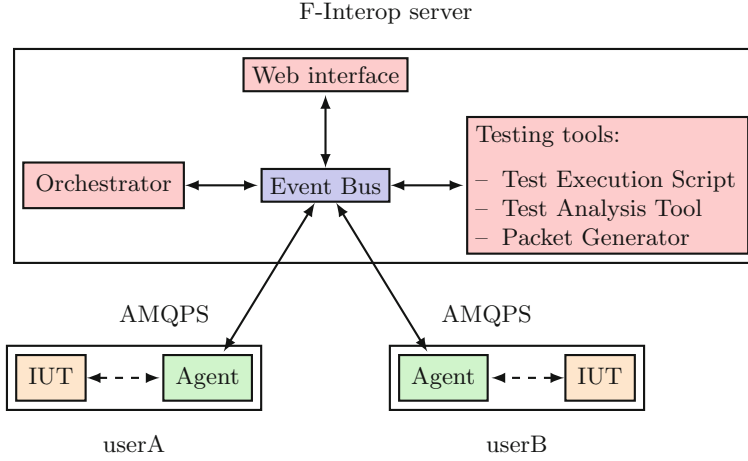 F-Interop server
Web interface
Testing tools:
– Test Execution Script
– Test Analysis Tool
– Packet Generator
Orchestrator
Event Bus
AMQPS
AMQPS
IUT
Agent
Agent
IUT
userA
userB